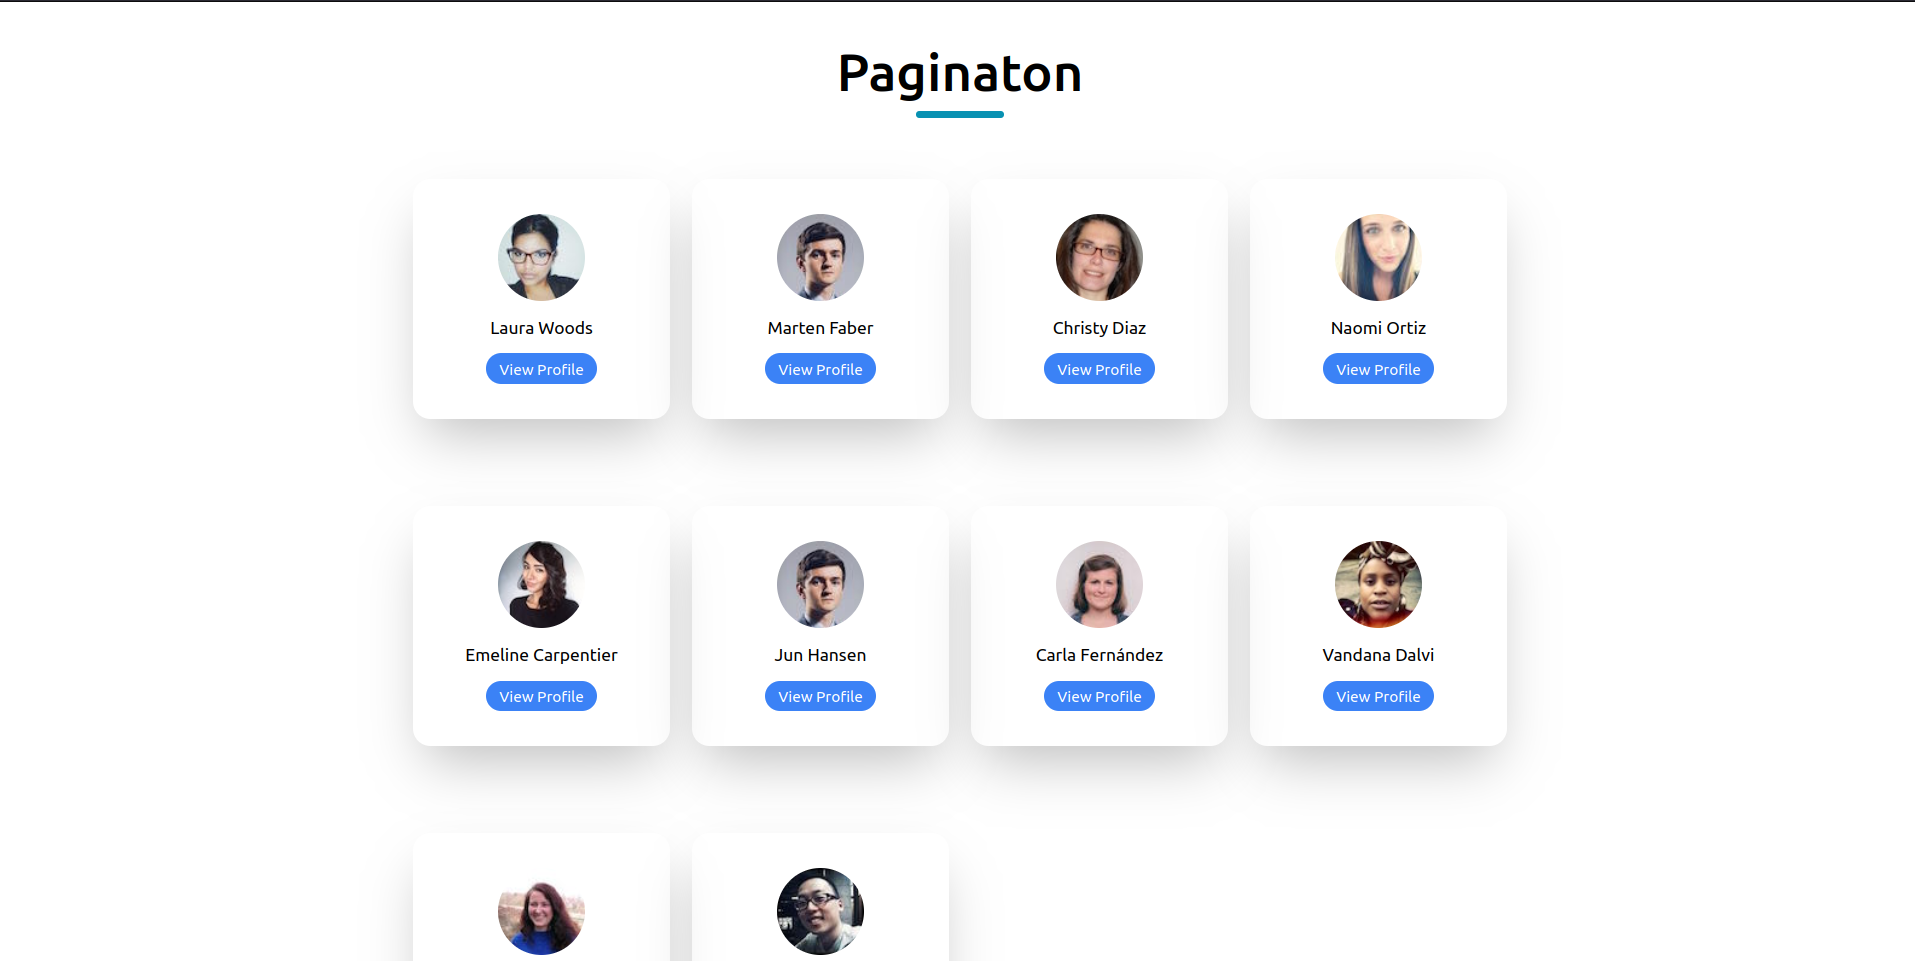 Paginaton
Laura Woods
Marten Faber
Christy Diaz
Naomi Ortiz
View Profile
View Profile
View Profile
View Profile
Emeline Carpentier
Jun Hansen
Carla Fernández
Vandana Dalvi
View Profile
View Profile
View Profile
View Profile